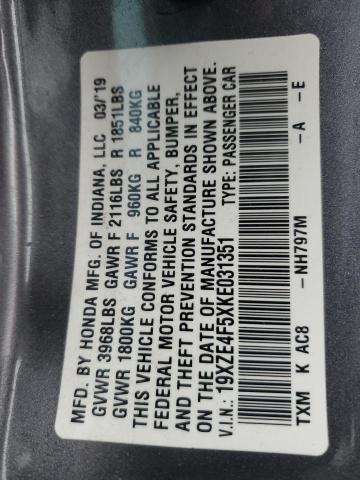 MFD. BY HONDA MFG. OF INDIANA, LLC 03/'19
GVWR 3968LBS GAWR F 2116LBS R 1851LBS
GVWR 1800KG GAWR F 960KG R 840KG
THIS VEHICLE CONFORMS TO ALL APPLICABLE
FEDERAL MOTOR VEHICLE SAFETY, BUMPER,
AND THEFT PREVENTION STANDARDS IN EFFECT
ON THE DATE OF MANUFACTURE SHOWN ABOVE.
V.I.N.: 19XZE4F5XKE031351 TYPE: PASSENGER CAR
TXM K AC8 -NH797M -A -E